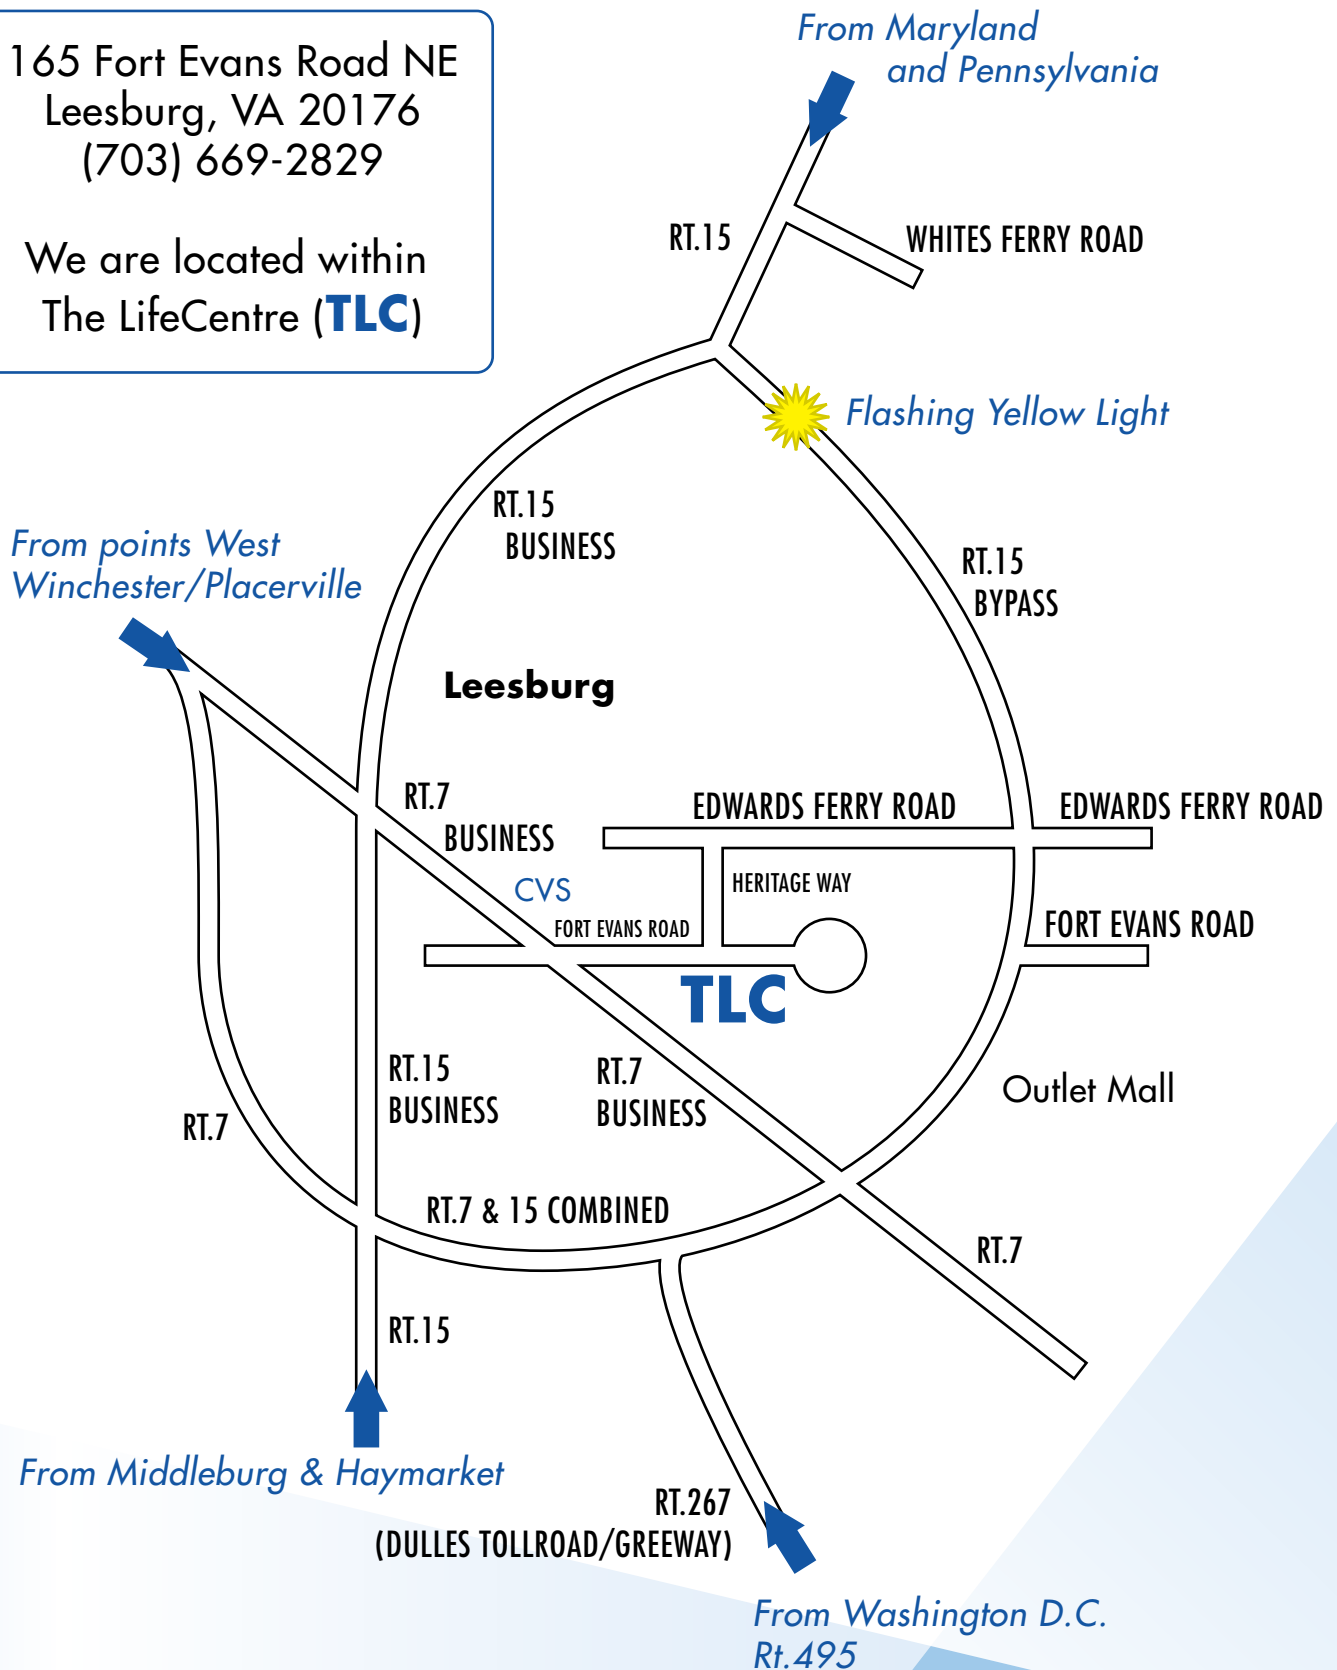 165 Fort Evans Road NE
Leesburg, VA 20176
(703) 669-2829
We are located within
The LifeCentre (TLC)
From Maryland
and Pennsylvania
RT.15
WHITES FERRY ROAD
Flashing Yellow Light
RT.15
BUSINESS
From points West
Winchester/Placerville
RT.15
BYPASS
Leesburg
RT.7
BUSINESS
EDWARDS FERRY ROAD
EDWARDS FERRY ROAD
CVS
HERITAGE WAY
FORT EVANS ROAD
FORT EVANS ROAD
TLC
RT.15
BUSINESS
RT.7
BUSINESS
Outlet Mall
RT.7
RT.7 & 15 COMBINED
RT.7
RT.15
From Middleburg & Haymarket
RT.267
(DULLES TOLLROAD/GREEWAY)
From Washington D.C.
Rt.495